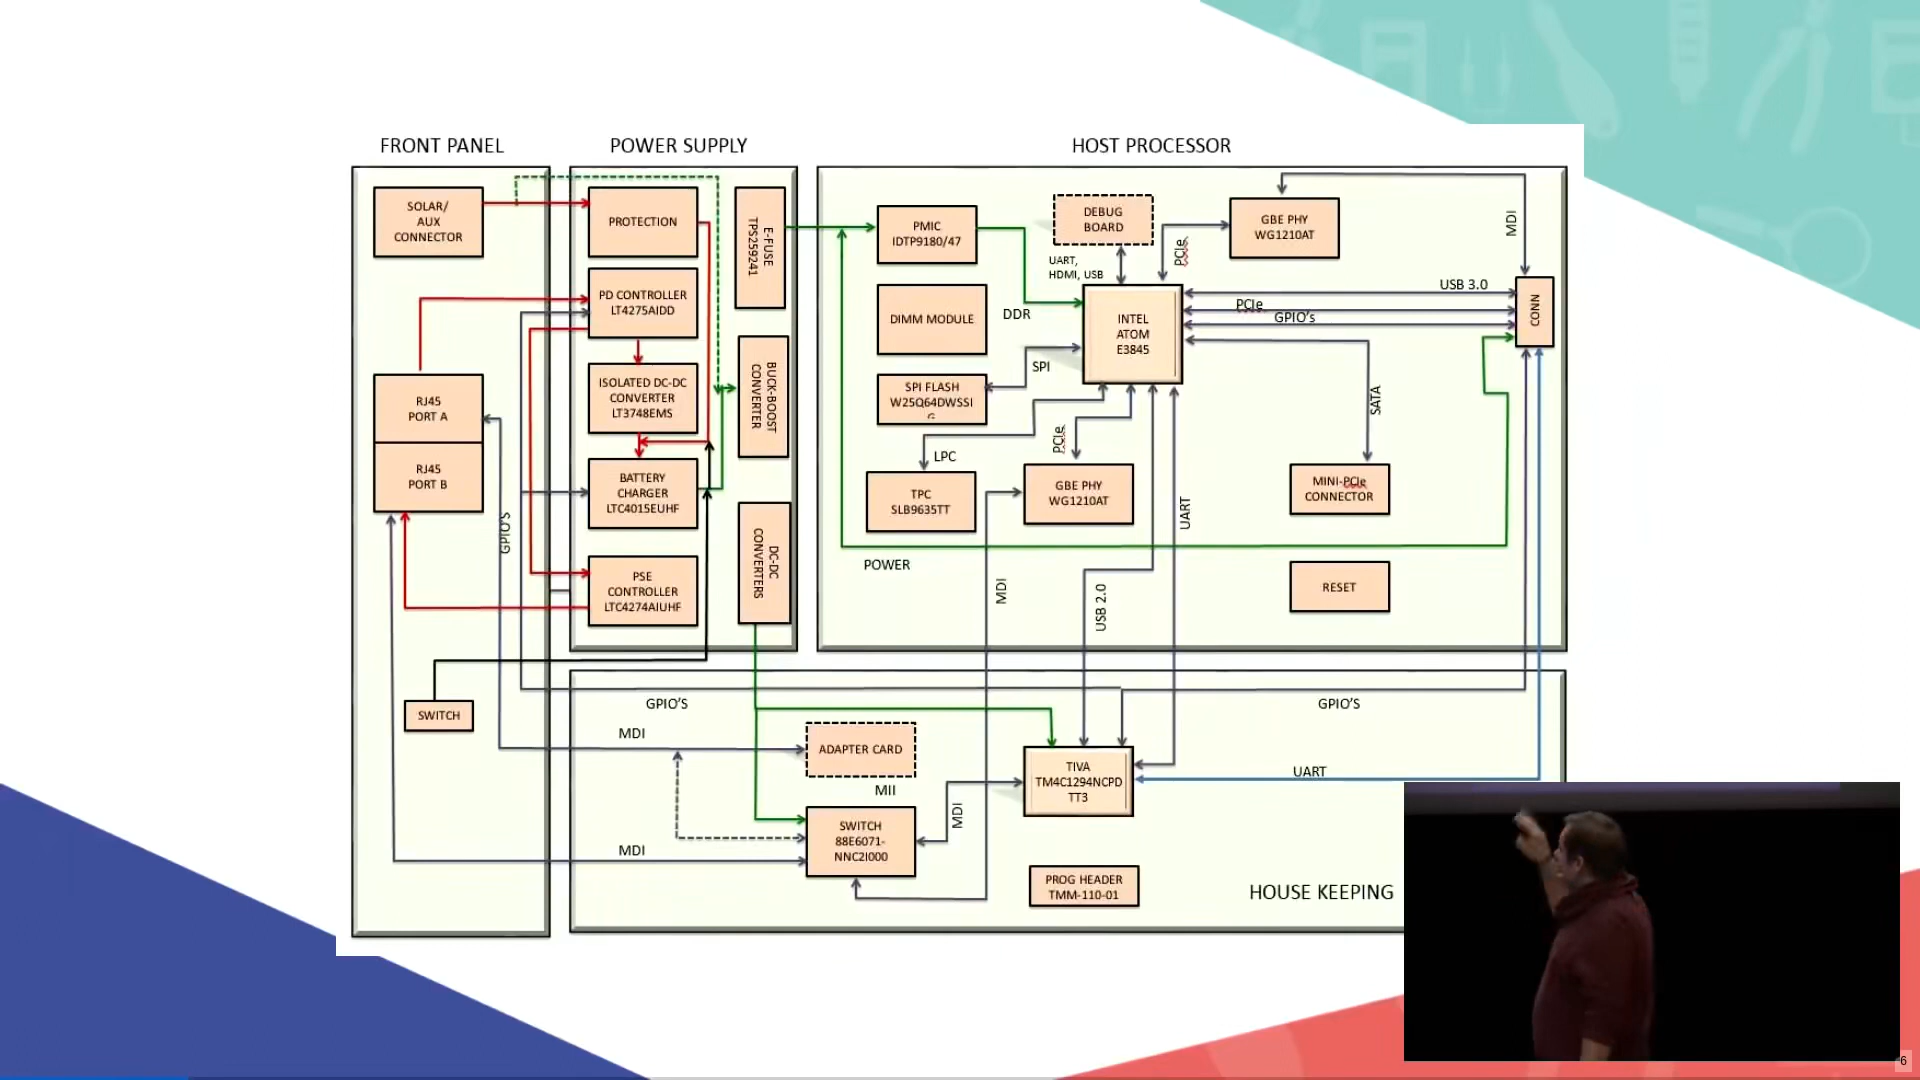 FRONT PANEL
POWER SUPPLY
HOST PROCESSOR
SOLAR/
AUX
CONNECTOR
RJ45
PORT A
RJ45
PORT B
GPIO'S
SWITCH
PROTECTION
PD CONTROLLER
LT4275AIDD
ISOLATED DC-DC
CONVERTER
LT3748EMS
BATTERY
CHARGER
LTC4015EUHF
PSE
CONTROLLER
LTC4274AIUHF
E-FUSE
TPS259241
BUCK-BOOST
CONVERTER
DC-DC
CONVERTERS
PMIC
IDTP9180/47
DEBUG
BOARD
UART,
HDMI, USB
PCIe
GBE PHY
WG1210AT
MDI
DIMM MODULE
DDR
INTEL
ATOM
E3845
USB 3.0
PCIe
GPIO's
CONN
SPI FLASH
W25Q64DWSSI
G
SPI
SATA
LPC
PCIe
TPC
SLB9635TT
GBE PHY
WG1210AT
UART
MINI-PCIe
CONNECTOR
POWER
MDI
USB 2.0
RESET
GPIO'S
GPIO'S
MDI
ADAPTER CARD
MII
TIVA
TM4C1294NCPD
TT3
UART
MDI
SWITCH
88E6071-
NNC2I000
MDI
PROG HEADER
TMM-110-01
HOUSE KEEPING
6